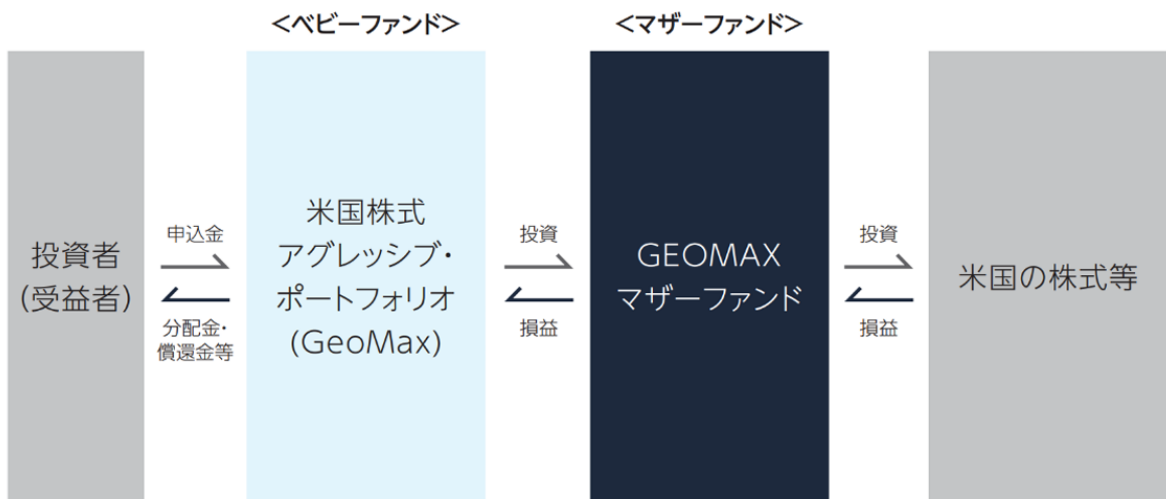 <ベビーファンド>
<マザーファンド>
投資者
(受益者)
申込金
分配金・
償還金等
米国株式
アグレッシブ・
ポートフォリオ
(GeoMax)
投資
損益
GEOMAX
マザーファンド
投資
損益
米国の株式等